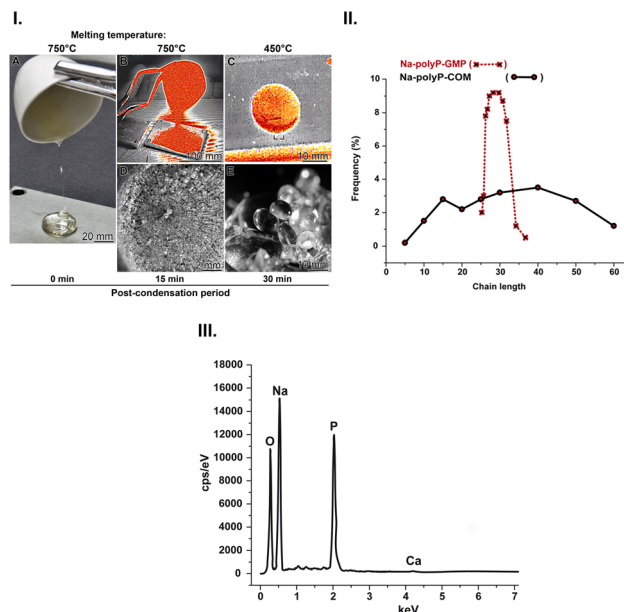 I.
Melting temperature:
750°C 750°C 450°C
A B C
100 mm 10 mm
D E
20 mm 2 mm 10 mm
0 min 15 min 30 min
Post-condensation period
II.
Na-polyP-GMP ( )
Na-polyP-COM ( )
10
8
6
4
2
0
Frequency (%)
0 10 20 30 40 50 60
Chain length
III.
18000
16000
14000
12000
10000
8000
6000
4000
2000
0
cps/eV
Na
O
P
Ca
0 1 2 3 4 5 6 7
keV